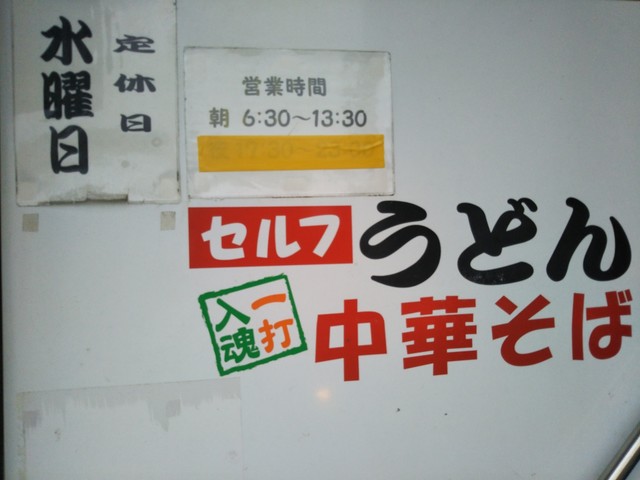 定休日
水曜日
営業時間
朝 6:30～13:30
セルフ うどん
一打
入魂
中華そば